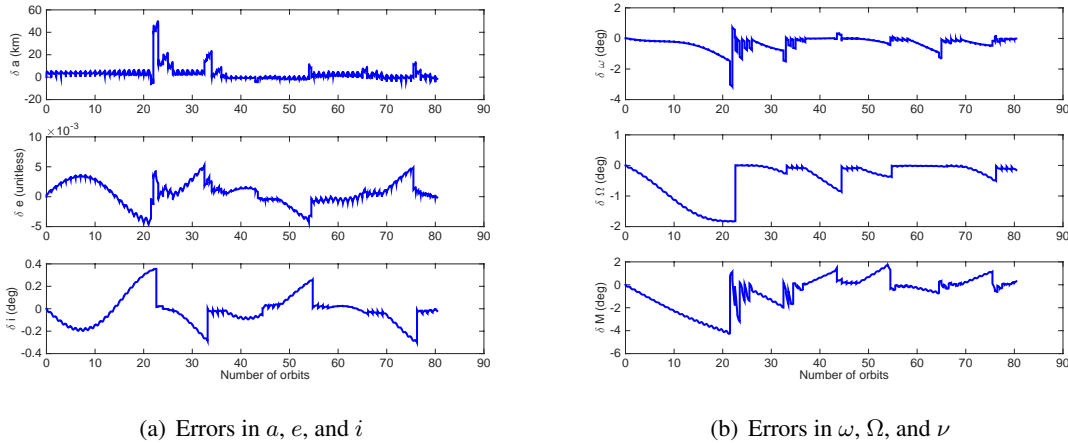 δ a (km)
60
40
20
0
-20
0 10 20 30 40 50 60 70 80 90
×10⁻³
δ e (unitless)
10
5
0
-5
0 10 20 30 40 50 60 70 80 90
δ i (deg)
0.4
0.2
0
-0.2
-0.4
0 10 20 30 40 50 60 70 80 90
Number of orbits
(a) Errors in a, e, and i
δ ω (deg)
2
0
-2
-4
0 10 20 30 40 50 60 70 80 90
δ Ω (deg)
1
0
-1
-2
0 10 20 30 40 50 60 70 80 90
δ M (deg)
2
0
-2
-4
-6
0 10 20 30 40 50 60 70 80 90
Number of orbits
(b) Errors in ω, Ω, and ν